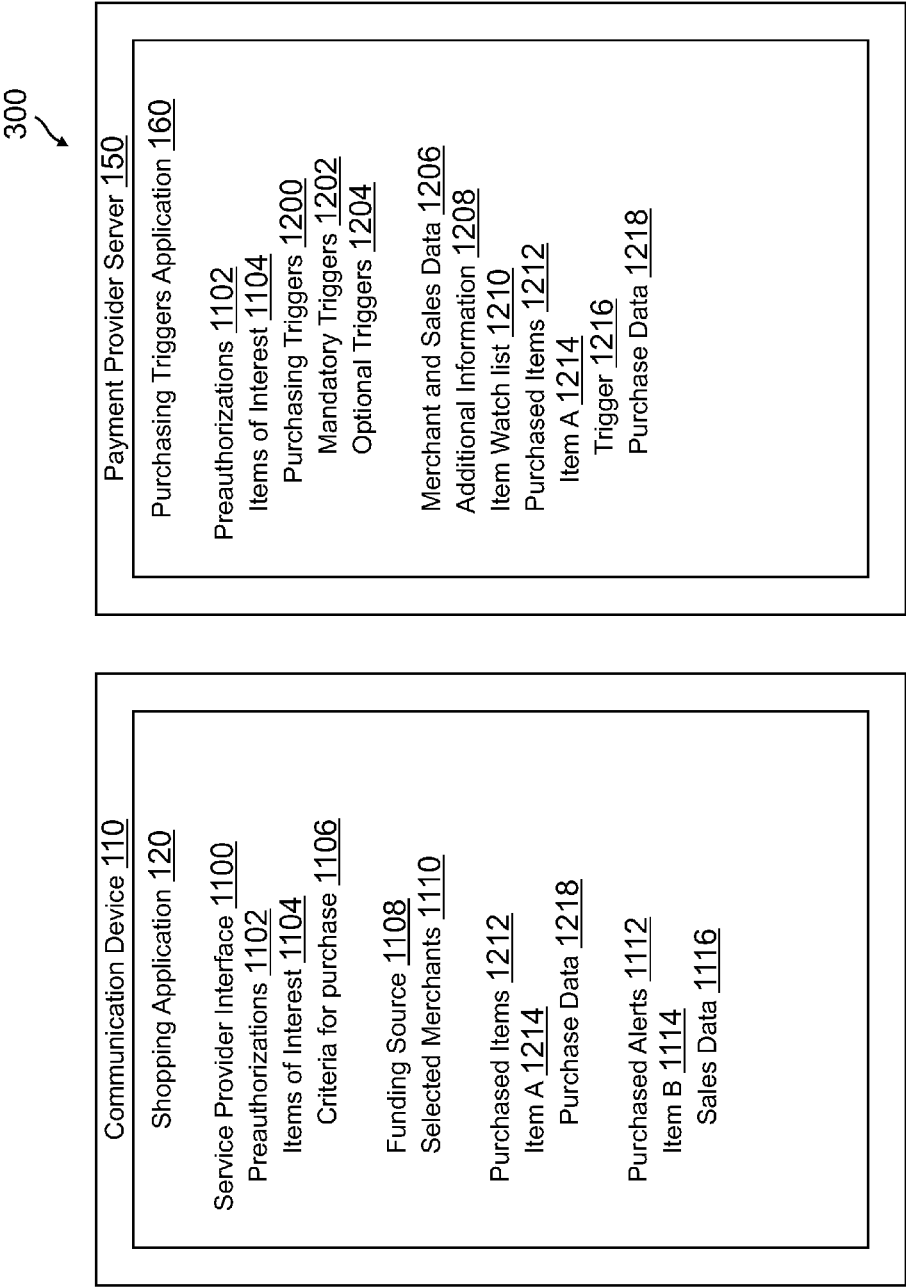 300
Communication Device 110
Shopping Application 120
Service Provider Interface 1100
Preauthorizations 1102
Items of Interest 1104
Criteria for purchase 1106
Funding Source 1108
Selected Merchants 1110
Purchased Items 1212
Item A 1214
Purchase Data 1218
Purchased Alerts 1112
Item B 1114
Sales Data 1116
Payment Provider Server 150
Purchasing Triggers Application 160
Preauthorizations 1102
Items of Interest 1104
Purchasing Triggers 1200
Mandatory Triggers 1202
Optional Triggers 1204
Merchant and Sales Data 1206
Additional Information 1208
Item Watch list 1210
Purchased Items 1212
Item A 1214
Trigger 1216
Purchase Data 1218